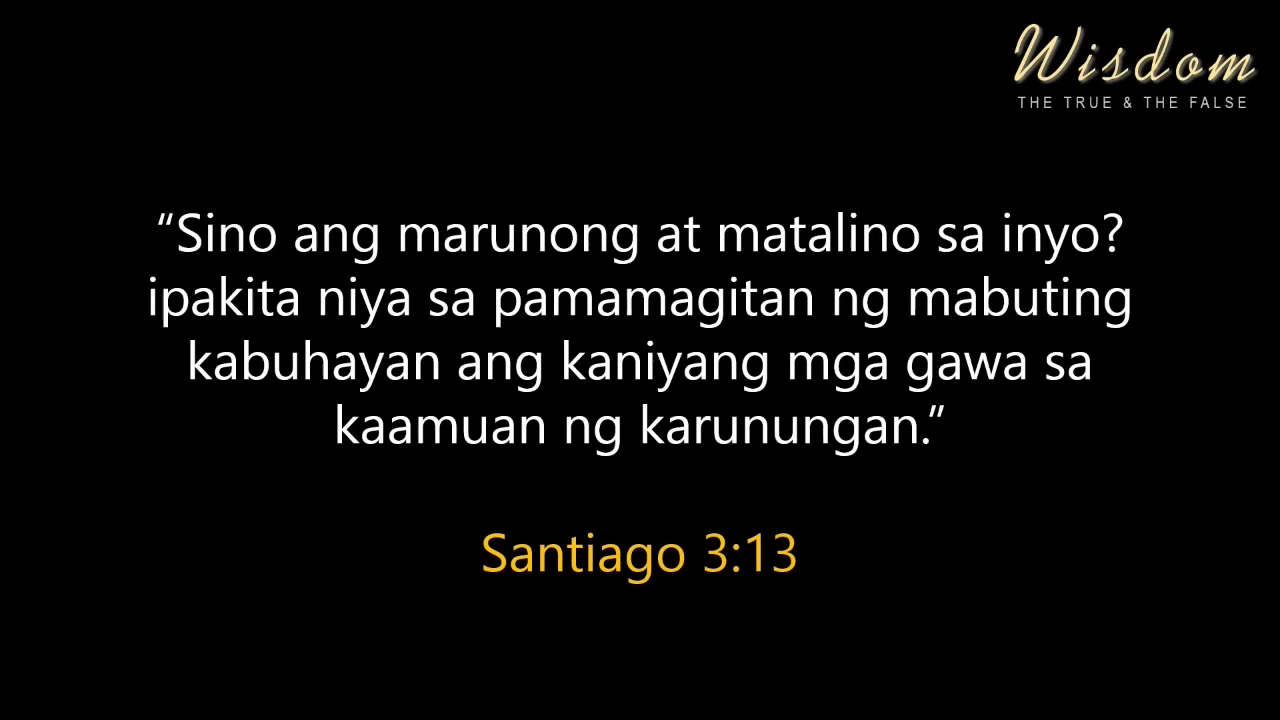 Wisdom
THE TRUE & THE FALSE
“Sino ang marunong at matalino sa inyo?
ipakita niya sa pamamagitan ng mabuting
kabuhayan ang kaniyang mga gawa sa
kaamuan ng karunungan.”
Santiago 3:13